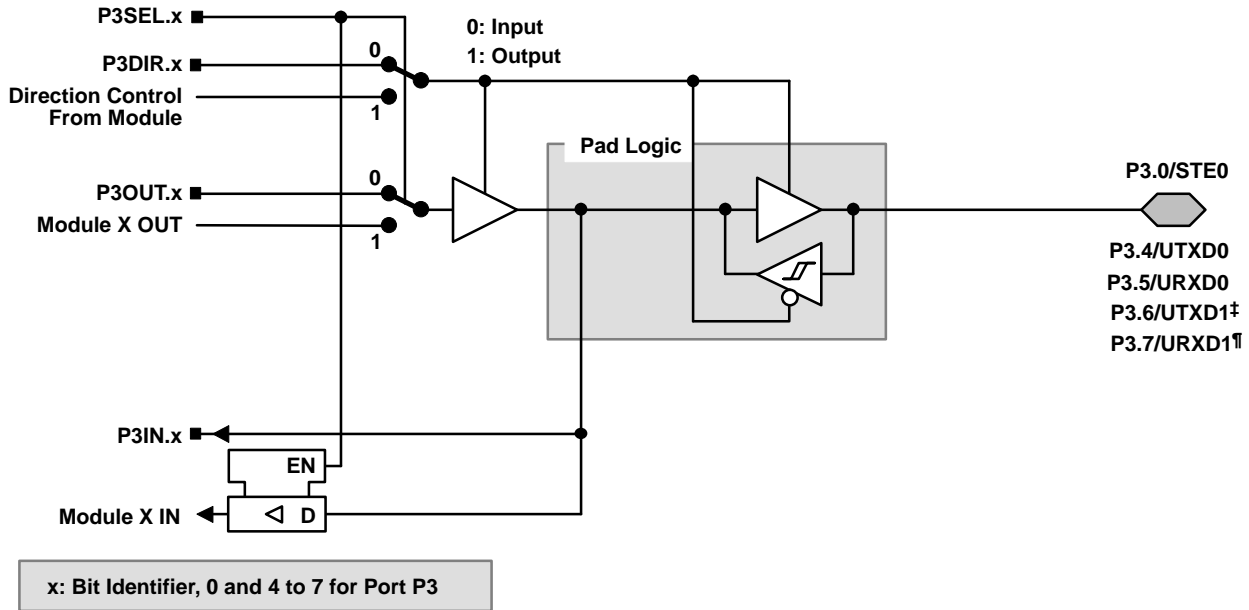 P3SEL.x
0: Input
1: Output
0
P3DIR.x
Direction Control
From Module
1
Pad Logic
P3.0/STE0
0
P3OUT.x
Module X OUT
1
P3.4/UTXD0
P3.5/URXD0
P3.6/UTXD1‡
P3.7/URXD1¶
P3IN.x
EN
Module X IN
D
x: Bit Identifier, 0 and 4 to 7 for Port P3